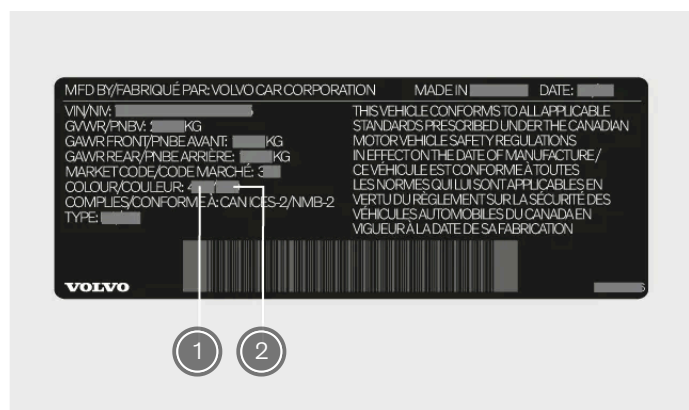 MFD BY/FABRIQUÉ PAR: VOLVO CAR CORPORATION MADE IN DATE:
VIN/NIV:
GVWR/PNBV: KG
GAWR FRONT/PNBE AVANT: KG
GAWR REAR/PNBE ARRIÈRE: KG
MARKET CODE/CODE MARCHÉ: 3
COLOUR/COULEUR: 4
COMPLIES/CONFORME À: CAN ICES-2/NMB-2
TYPE:
THIS VEHICLE CONFORMS TO ALL APPLICABLE
STANDARDS PRESCRIBED UNDER THE CANADIAN
MOTOR VEHICLE SAFETY REGULATIONS
IN EFFECT ON THE DATE OF MANUFACTURE /
CE VÉHICULE EST CONFORME À TOUTES
LES NORMES QUI LUI SONT APPLICABLES EN
VERTU DU RÈGLEMENT SUR LA SÉCURITÉ DES
VÉHICULES AUTOMOBILES DU CANADA EN
VIGUEUR À LA DATE DE SA FABRICATION
VOLVO
1
2